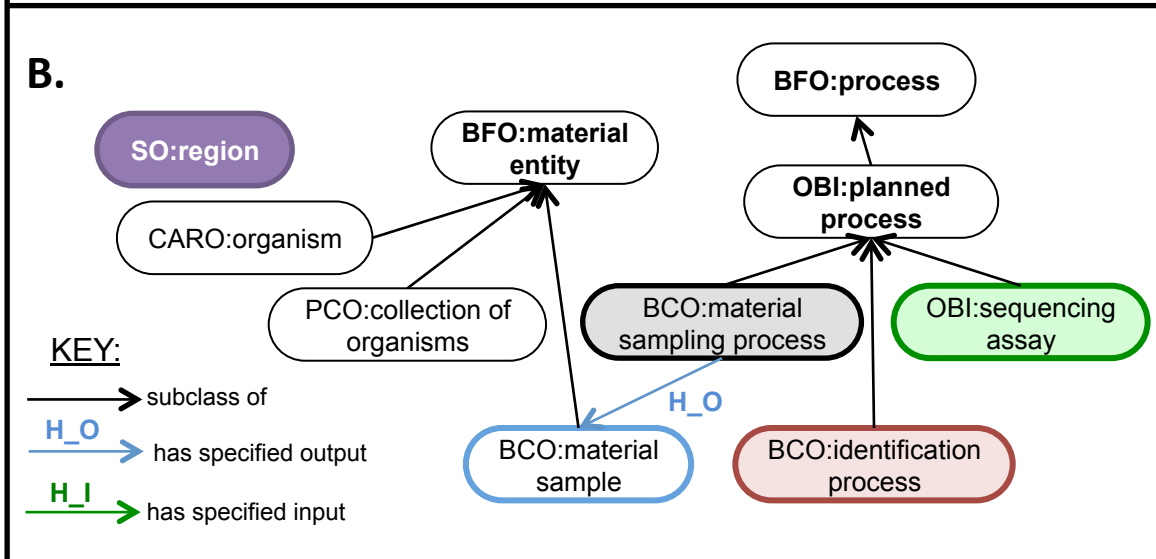 B.
BFO:process
SO:region
BFO:material
entity
OBI:planned
process
CARO:organism
PCO:collection of
organisms
BCO:material
sampling process
OBI:sequencing
assay
KEY:
subclass of
H_O
H_O
has specified output
BCO:material
sample
BCO:identification
process
H_I
has specified input